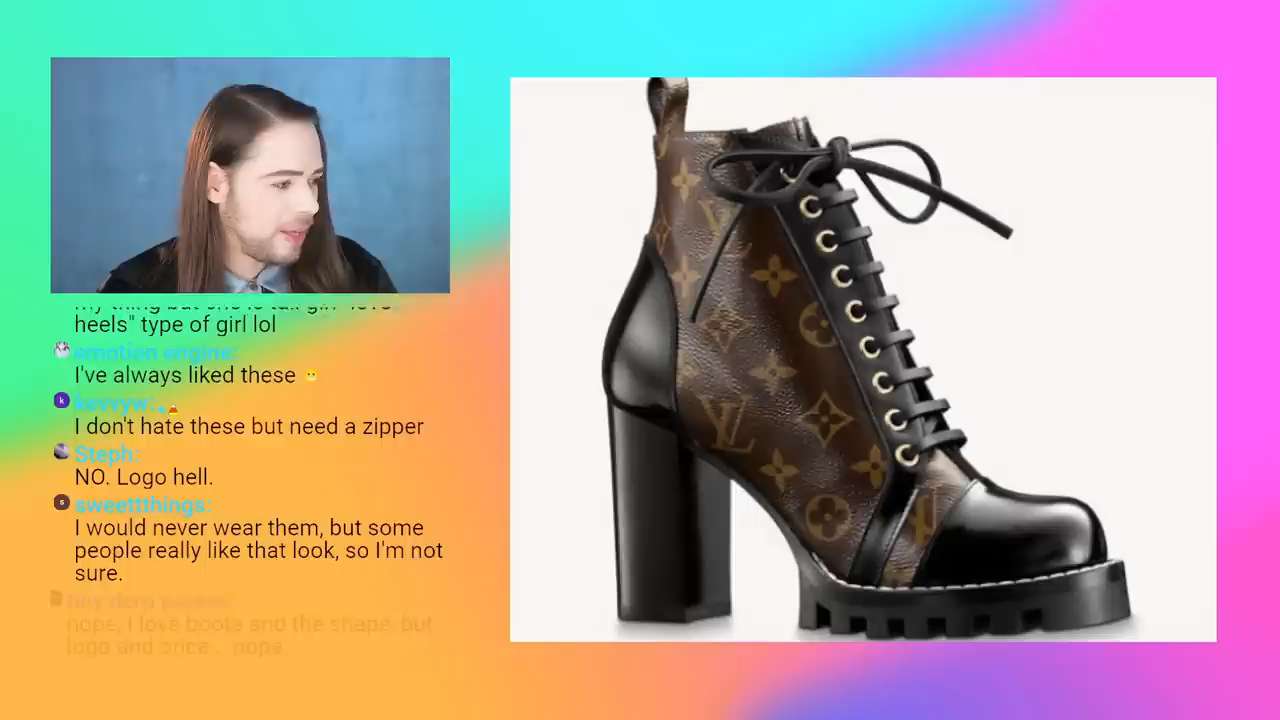 heels" type of girl lol
emotion engine:
I've always liked these 😬
kevvyw:
I don't hate these but need a zipper
Steph:
NO. Logo hell.
sweettthings:
I would never wear them, but some
people really like that look, so I'm not
sure.
nope, I love boots and the shape, but
logo and price... nope